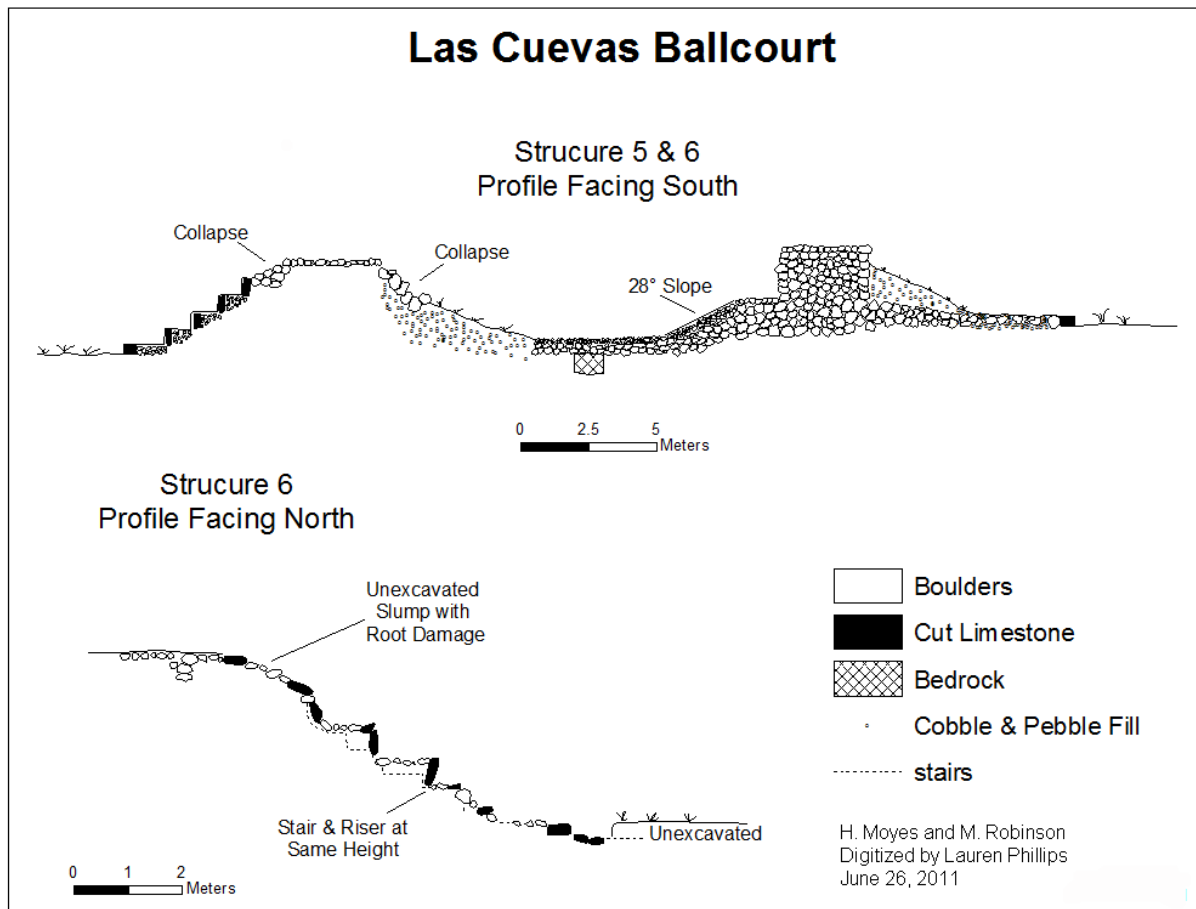 Las Cuevas Ballcourt
Strucure 5 & 6
Profile Facing South
Collapse
Collapse
28° Slope
0 2.5 5
Meters
Strucure 6
Profile Facing North
Unexcavated
Slump with
Root Damage
Stair & Riser at
Same Height
Unexcavated
0 1 2
Meters
Boulders
Cut Limestone
Bedrock
Cobble & Pebble Fill
stairs
H. Moyes and M. Robinson
Digitized by Lauren Phillips
June 26, 2011